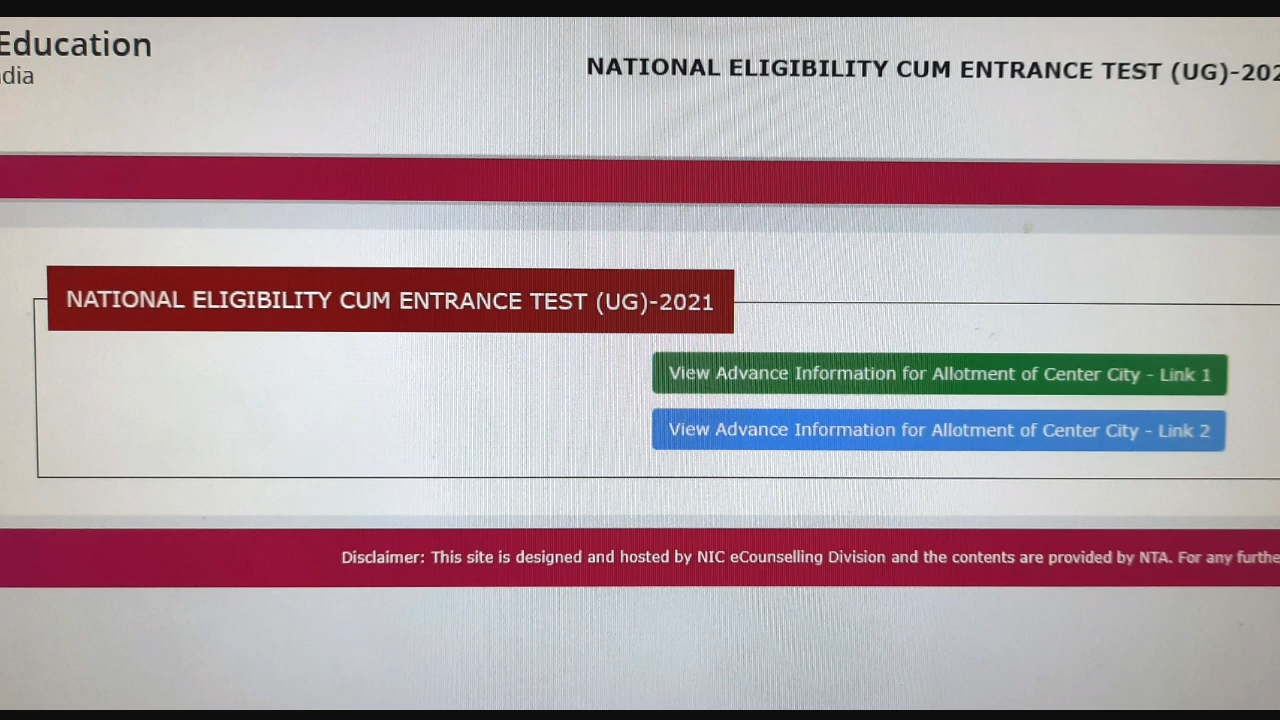 Education
NATIONAL ELIGIBILITY CUM ENTRANCE TEST (UG)-202
dia
NATIONAL ELIGIBILITY CUM ENTRANCE TEST (UG)-2021
View Advance Information for Allotment of Center City - Link 1
View Advance Information for Allotment of Center City - Link 2
Disclaimer: This site is designed and hosted by NIC eCounselling Division and the contents are provided by NTA. For any furthe